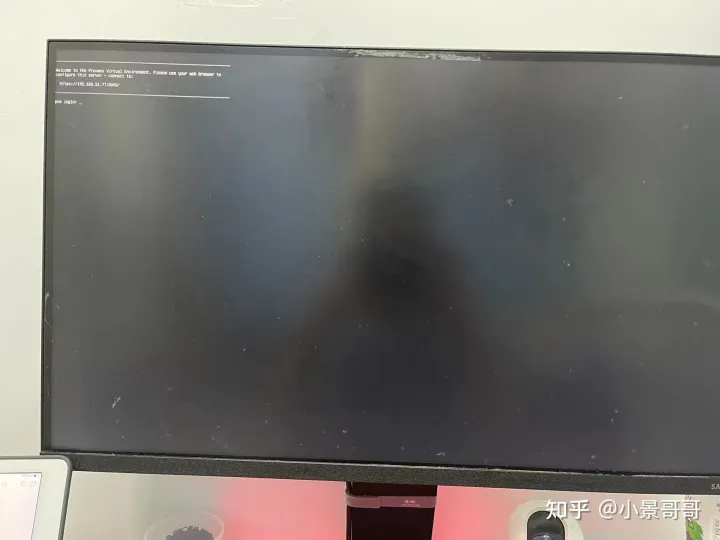 Welcome to the Proxmox Virtual Environment. Please use your web browser to
configure this server - connect to:
pve login: _
知乎 @小景哥哥